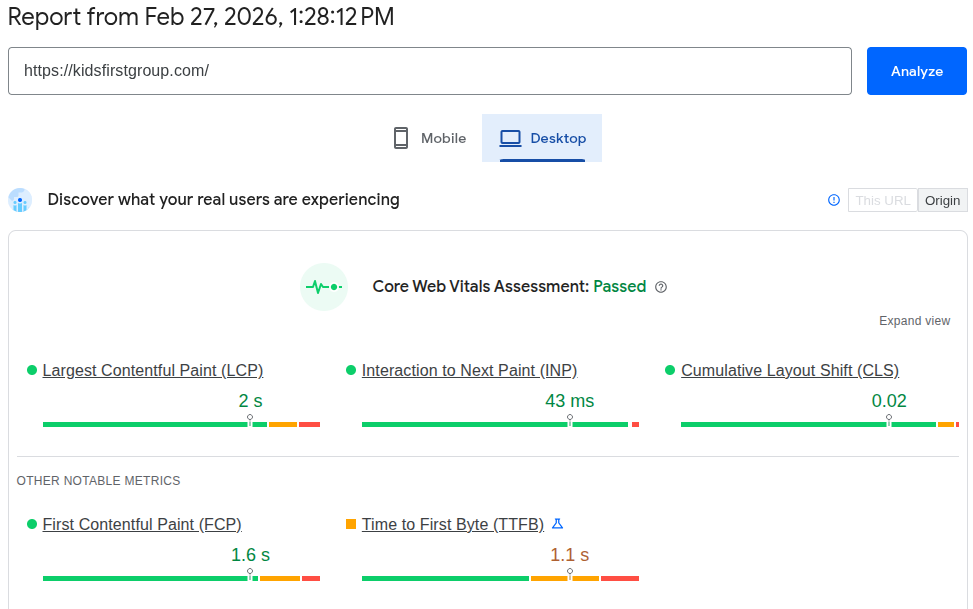 Report from Feb 27, 2026, 1:28:12 PM
https://kidsfirstgroup.com/
Analyze
Mobile
Desktop
Discover what your real users are experiencing
This URL
Origin
Core Web Vitals Assessment: Passed
Expand view
Largest Contentful Paint (LCP)
2 s
Interaction to Next Paint (INP)
43 ms
Cumulative Layout Shift (CLS)
0.02
OTHER NOTABLE METRICS
First Contentful Paint (FCP)
1.6 s
Time to First Byte (TTFB)
1.1 s